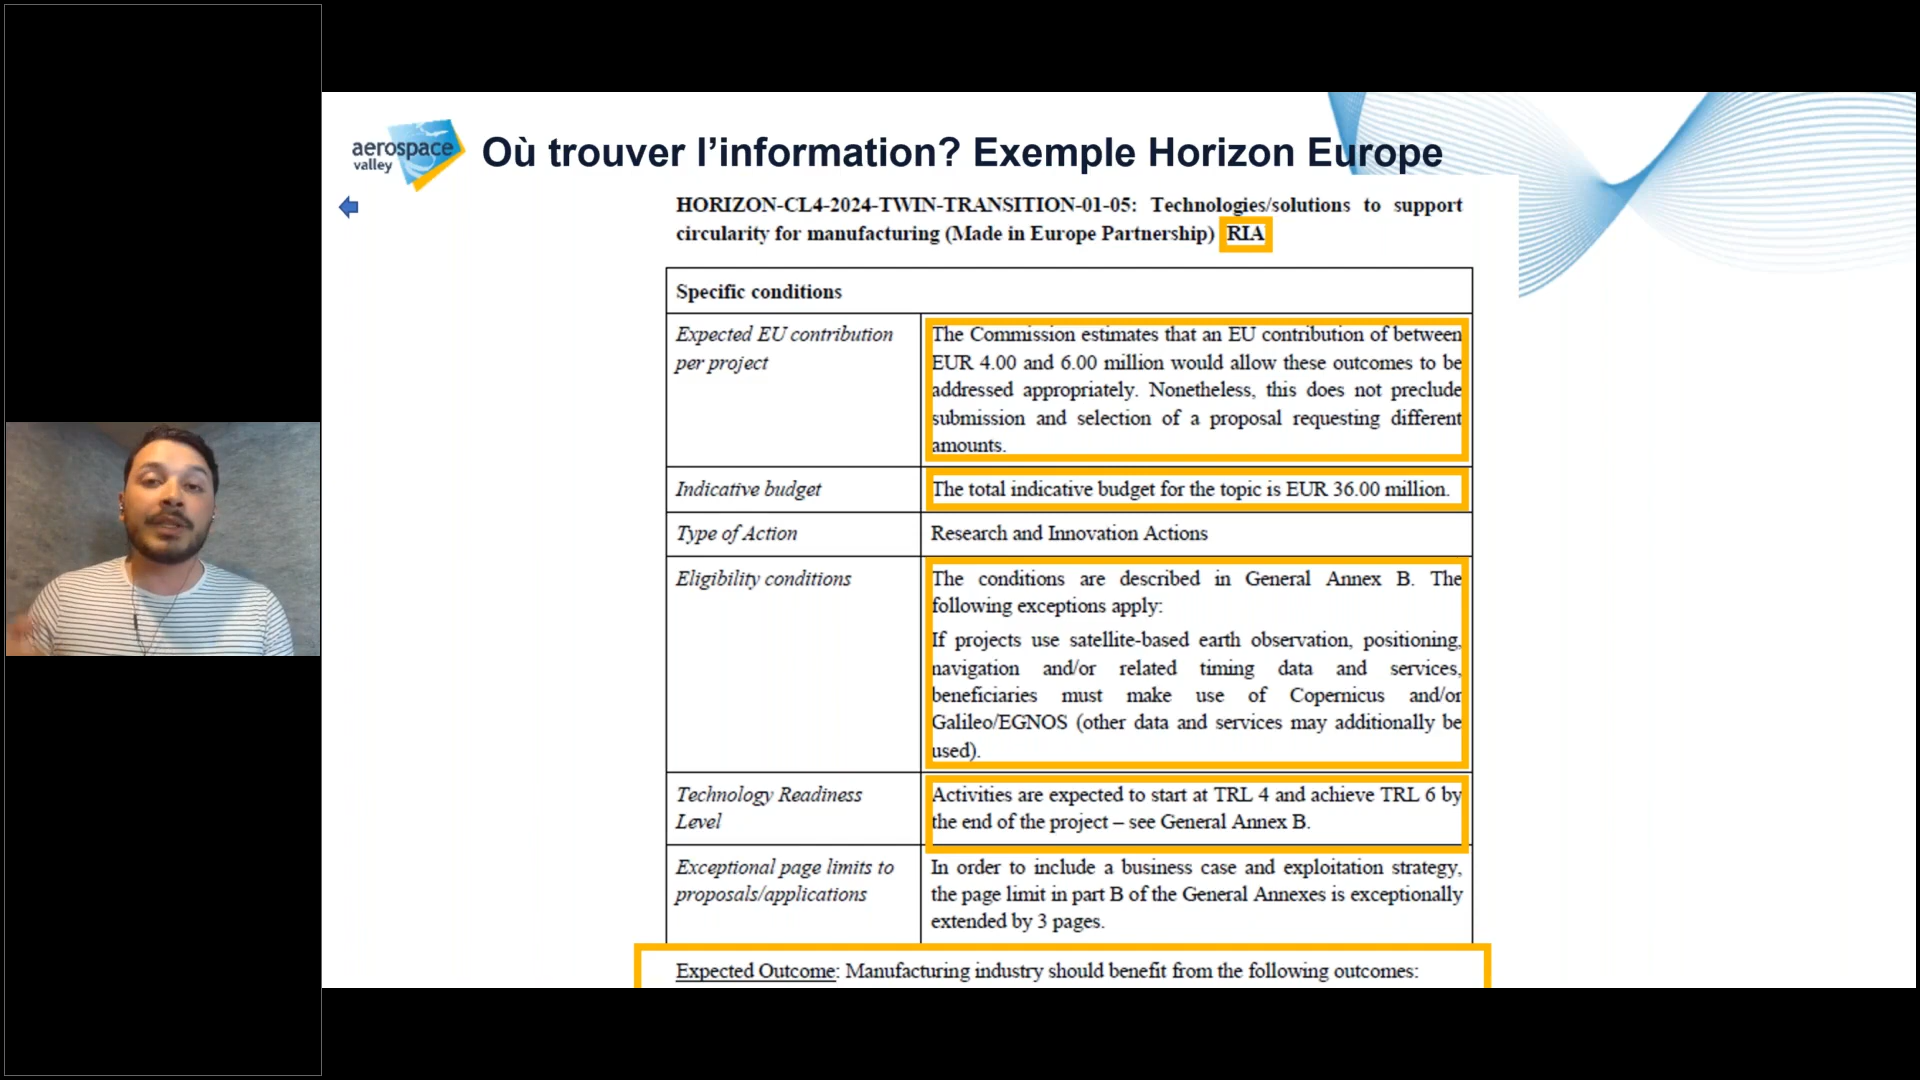 aerospace
valley
Où trouver l’information? Exemple Horizon Europe
HORIZON-CL4-2024-TWIN-TRANSITION-01-05: Technologies/solutions to support
circularity for manufacturing (Made in Europe Partnership) RIA
Specific conditions
Expected EU contribution
per project
The Commission estimates that an EU contribution of between
EUR 4.00 and 6.00 million would allow these outcomes to be
addressed appropriately. Nonetheless, this does not preclude
submission and selection of a proposal requesting different
amounts.
Indicative budget
The total indicative budget for the topic is EUR 36.00 million.
Type of Action
Research and Innovation Actions
Eligibility conditions
The conditions are described in General Annex B. The
following exceptions apply:
If projects use satellite-based earth observation, positioning,
navigation and/or related timing data and services,
beneficiaries must make use of Copernicus and/or
Galileo/EGNOS (other data and services may additionally be
used).
Technology Readiness
Level
Activities are expected to start at TRL 4 and achieve TRL 6 by
the end of the project – see General Annex B.
Exceptional page limits to
proposals/applications
In order to include a business case and exploitation strategy,
the page limit in part B of the General Annexes is exceptionally
extended by 3 pages.
Expected Outcome: Manufacturing industry should benefit from the following outcomes: